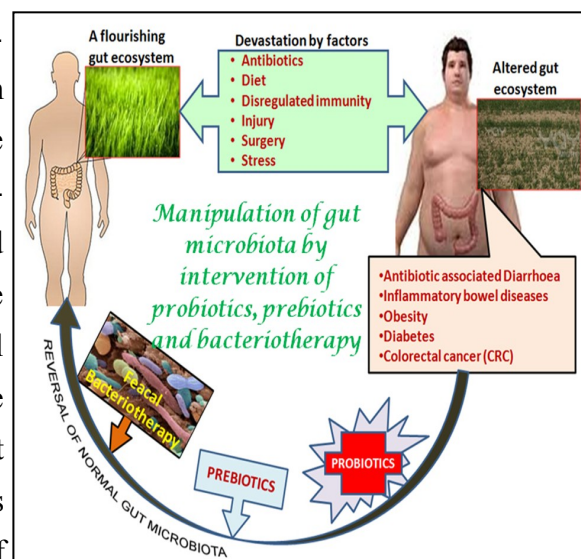 A flourishing
gut ecosystem
Devastation by factors
• Antibiotics
• Diet
• Disregulated immunity
• Injury
• Surgery
• Stress
Altered gut
ecosystem
Manipulation of gut
microbiota by
intervention of
probiotics, prebiotics
and bacteriotherapy
•Antibiotic associated Diarrhoea
•Inflammatory bowel diseases
•Obesity
•Diabetes
•Colorectal cancer (CRC)
Feacal
Bacteriotherapy
PREBIOTICS
PROBIOTICS
REVERSAL OF NORMAL GUT MICROBIOTA